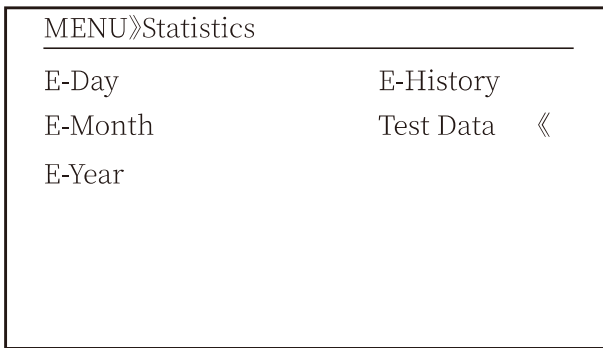 MENU》Statistics
E-Day E-History
E-Month Test Data 《
E-Year